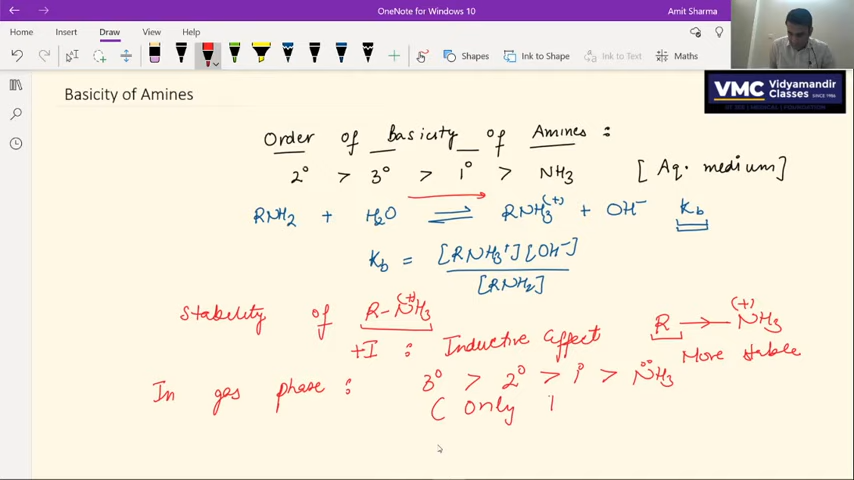 OneNote for Windows 10
Amit Sharma
Home Insert Draw View Help
Shapes Ink to Shape Ink to Text Maths
VMC Vidyamandir Classes
SINCE 1986
Basicity of Amines
Order of Basicity of Amines :
2° > 3° > 1° > NH3 [Aq. medium]
RNH2 + H2O ⇌ RNH3(+) + OH- Kb
Kb = [RNH3+][OH-] / [RNH2]
Stability of R-NH3(+) R → NH3(+)
+I : Inductive affect More stable
In gas phase : 3° > 2° > 1° > N̈H3
( only I